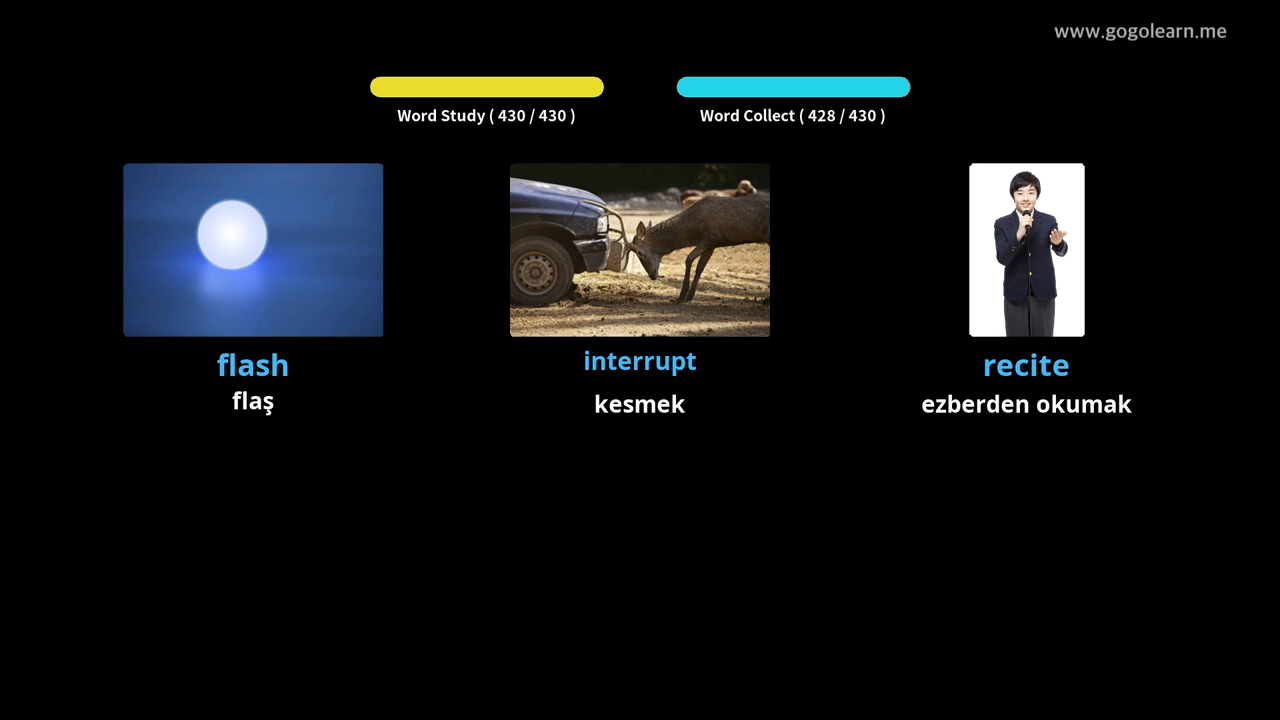 www.gogolearn.me
Word Study ( 430 / 430 )
Word Collect ( 428 / 430 )
flash
flaş
interrupt
kesmek
recite
ezberden okumak